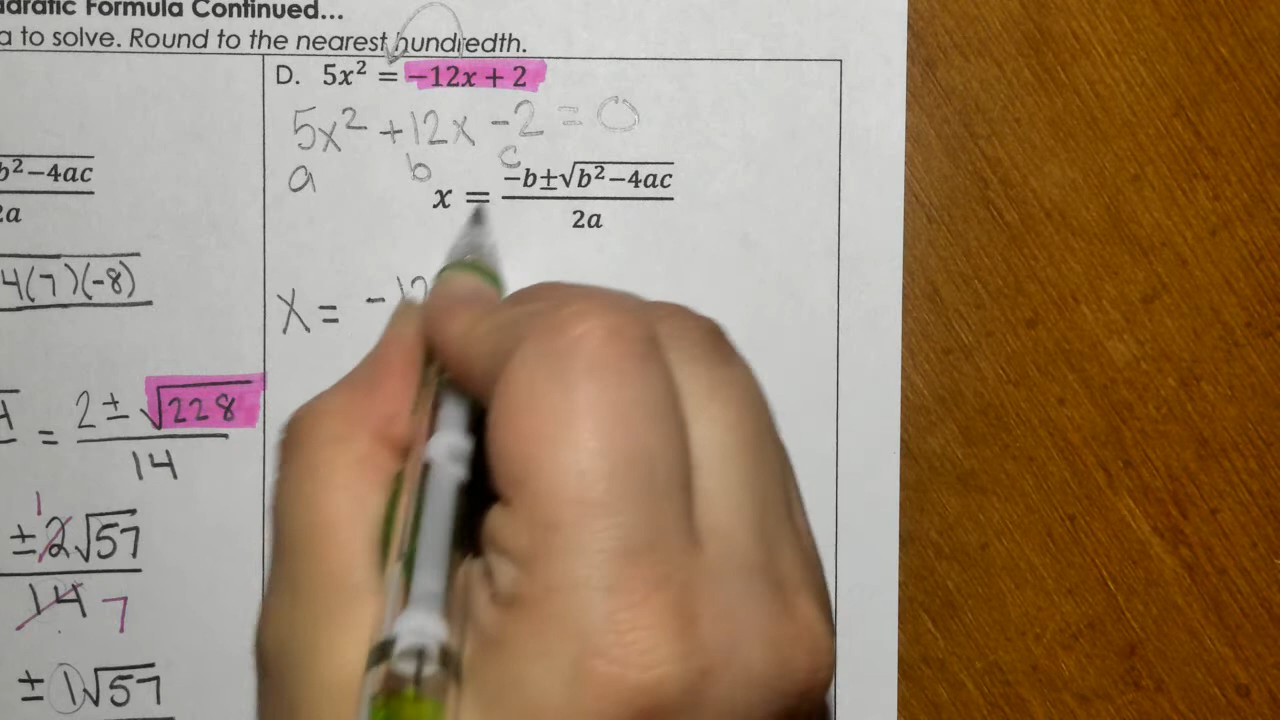 Quadratic Formula Continued...
a to solve. Round to the nearest hundredth.
b²−4ac
2a
4(7)(-8)
= 2 ± √228
14
± 2√57 1
14 7
± 1√57
D. 5x² = −12x + 2
5x² +12x -2 = 0
a b c
x = −b±√b²−4ac
2a
X = -12